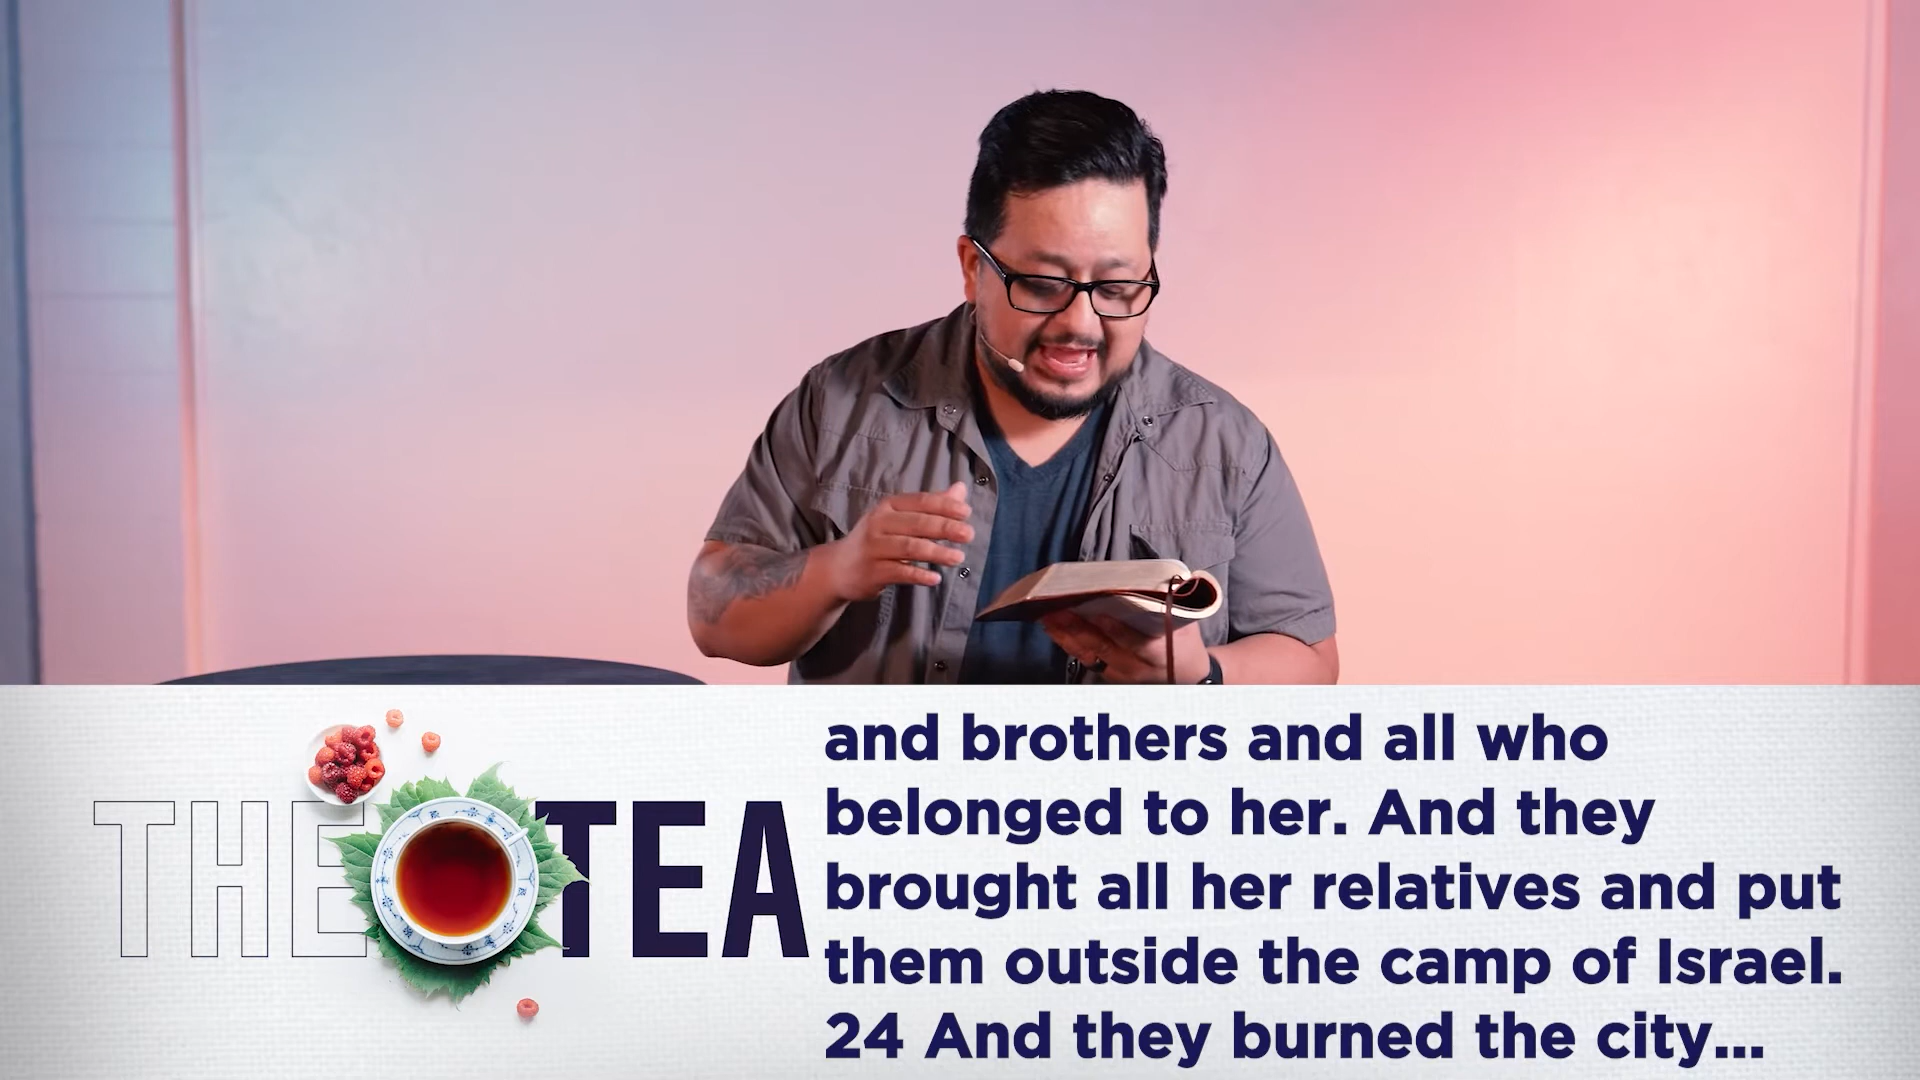 THE TEA
and brothers and all who
belonged to her. And they
brought all her relatives and put
them outside the camp of Israel.
24 And they burned the city...